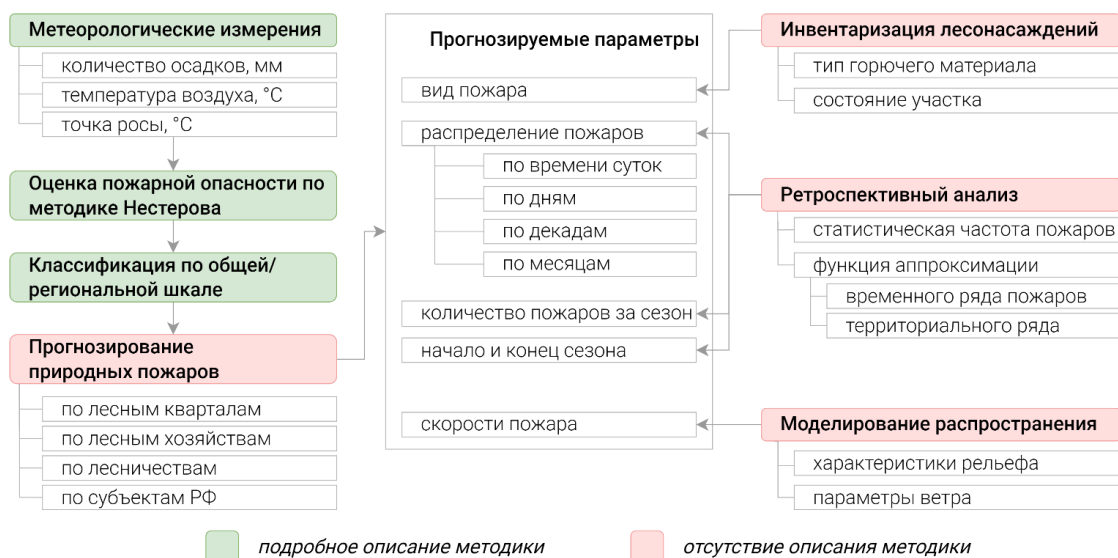 Метеорологические измерения
количество осадков, мм
температура воздуха, °С
точка росы, °С
Оценка пожарной опасности по
методике Нестерова
Классификация по общей/
региональной шкале
Прогнозирование
природных пожаров
по лесным кварталам
по лесным хозяйствам
по лесничествам
по субъектам РФ
Прогнозируемые параметры
вид пожара
распределение пожаров
по времени суток
по дням
по декадам
по месяцам
количество пожаров за сезон
начало и конец сезона
скорости пожара
Инвентаризация лесонасаждений
тип горючего материала
состояние участка
Ретроспективный анализ
статистическая частота пожаров
функция аппроксимации
временного ряда пожаров
территориального ряда
Моделирование распространения
характеристики рельефа
параметры ветра
подробное описание методики
отсутствие описания методики